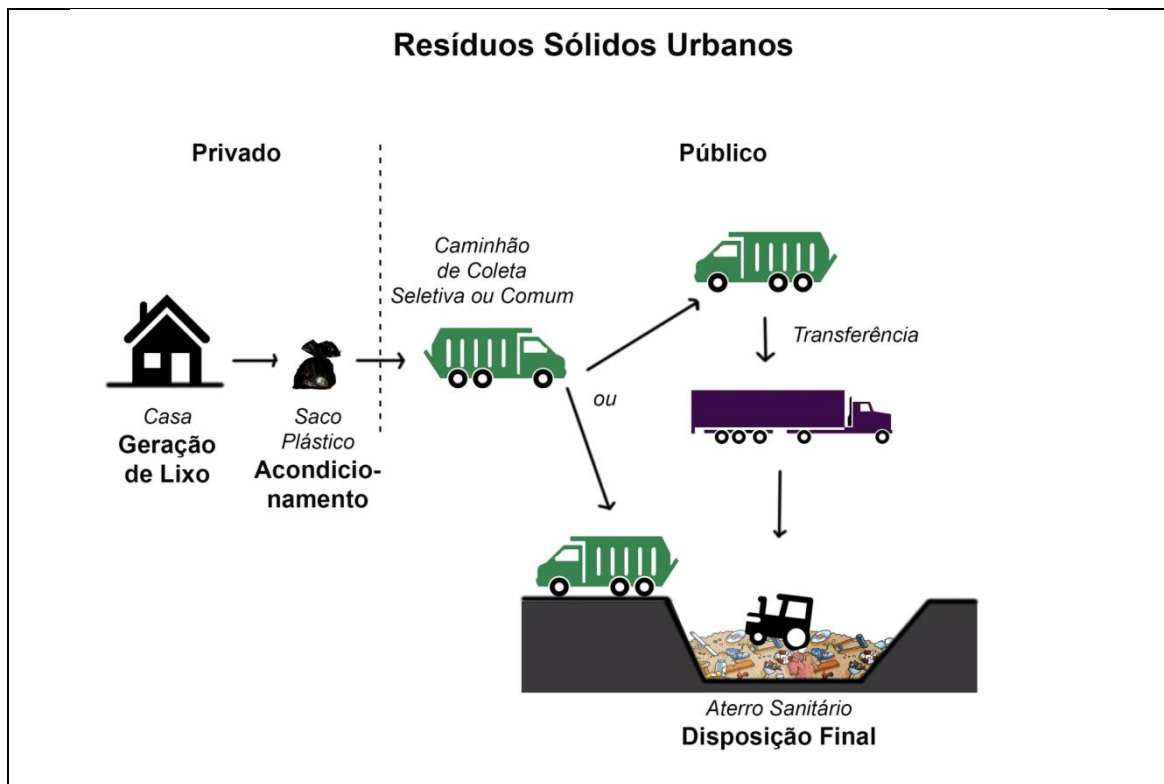 Resíduos Sólidos Urbanos
Privado
Público
Caminhão
de Coleta
Seletiva ou Comum
Transferência
ou
Casa
Geração
de Lixo
Saco
Plástico
Acondicio-
namento
Aterro Sanitário
Disposição Final